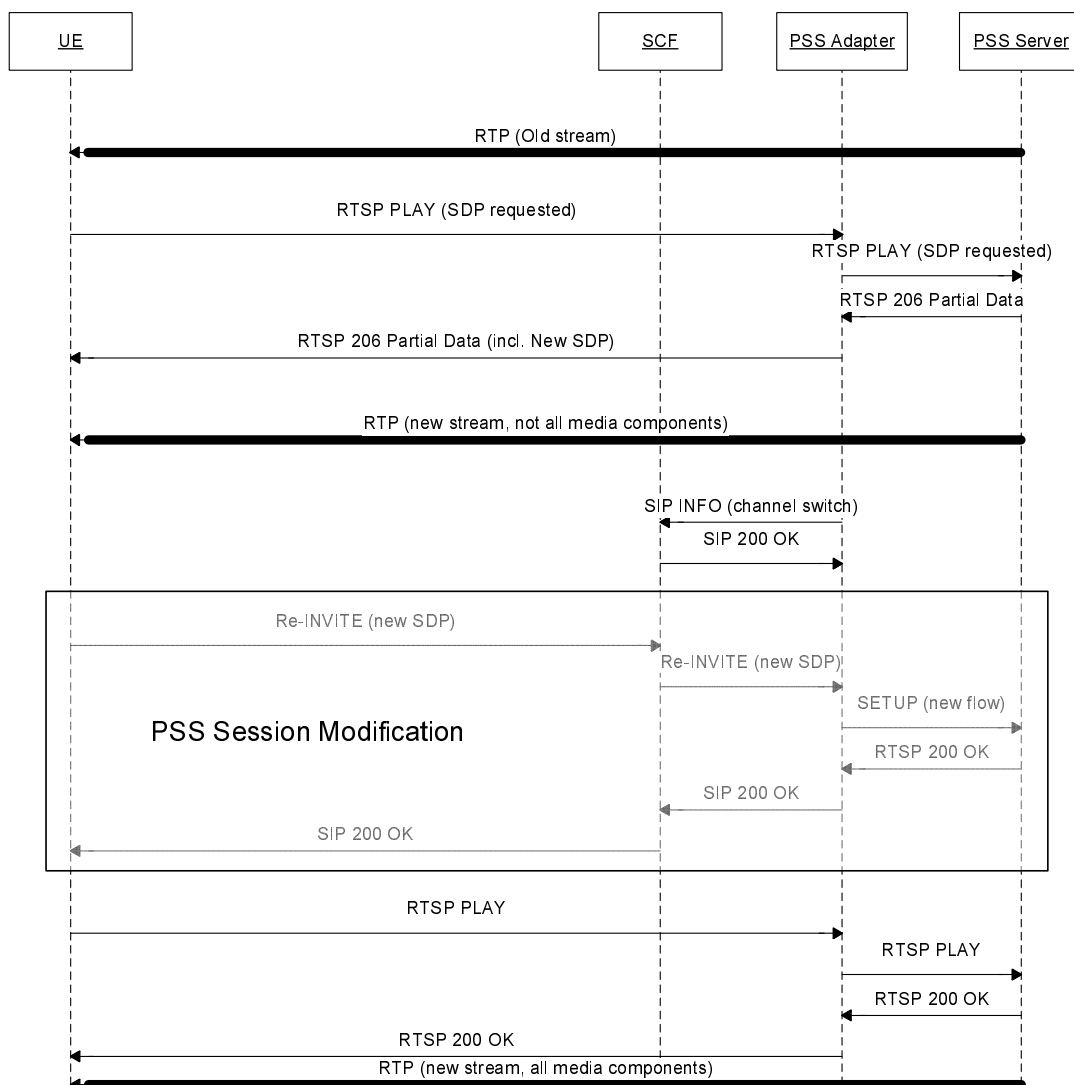 UE
SCF
PSS Adapter
PSS Server
RTP (Old stream)
RTSP PLAY (SDP requested)
RTSP PLAY (SDP requested)
RTSP 206 Partial Data
RTSP 206 Partial Data (incl. New SDP)
RTP (new stream, not all media components)
SIP INFO (channel switch)
SIP 200 OK
Re-INVITE (new SDP)
Re-INVITE (new SDP)
SETUP (new flow)
PSS Session Modification
RTSP 200 OK
SIP 200 OK
SIP 200 OK
RTSP PLAY
RTSP PLAY
RTSP 200 OK
RTSP 200 OK
RTP (new stream, all media components)